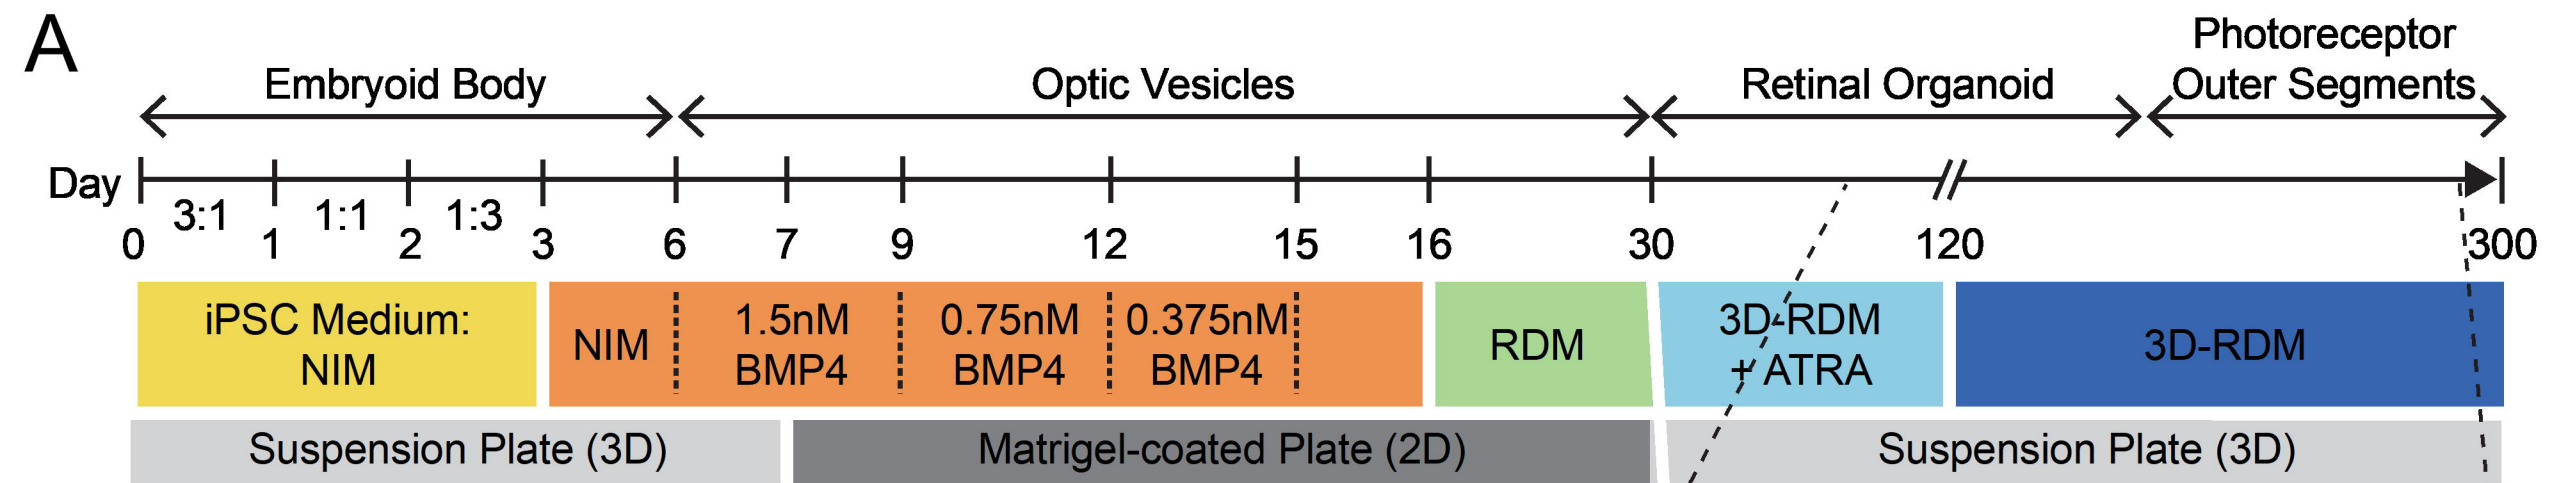 A
Embryoid Body
Optic Vesicles
Retinal Organoid
Photoreceptor
Outer Segments
Day
3:1
1:1
1:3
0 1 2 3 6 7 9 12 15 16 30 120 300
iPSC Medium:
NIM
NIM
1.5nM
BMP4
0.75nM
BMP4
0.375nM
BMP4
RDM
3D-RDM
+ ATRA
3D-RDM
Suspension Plate (3D)
Matrigel-coated Plate (2D)
Suspension Plate (3D)